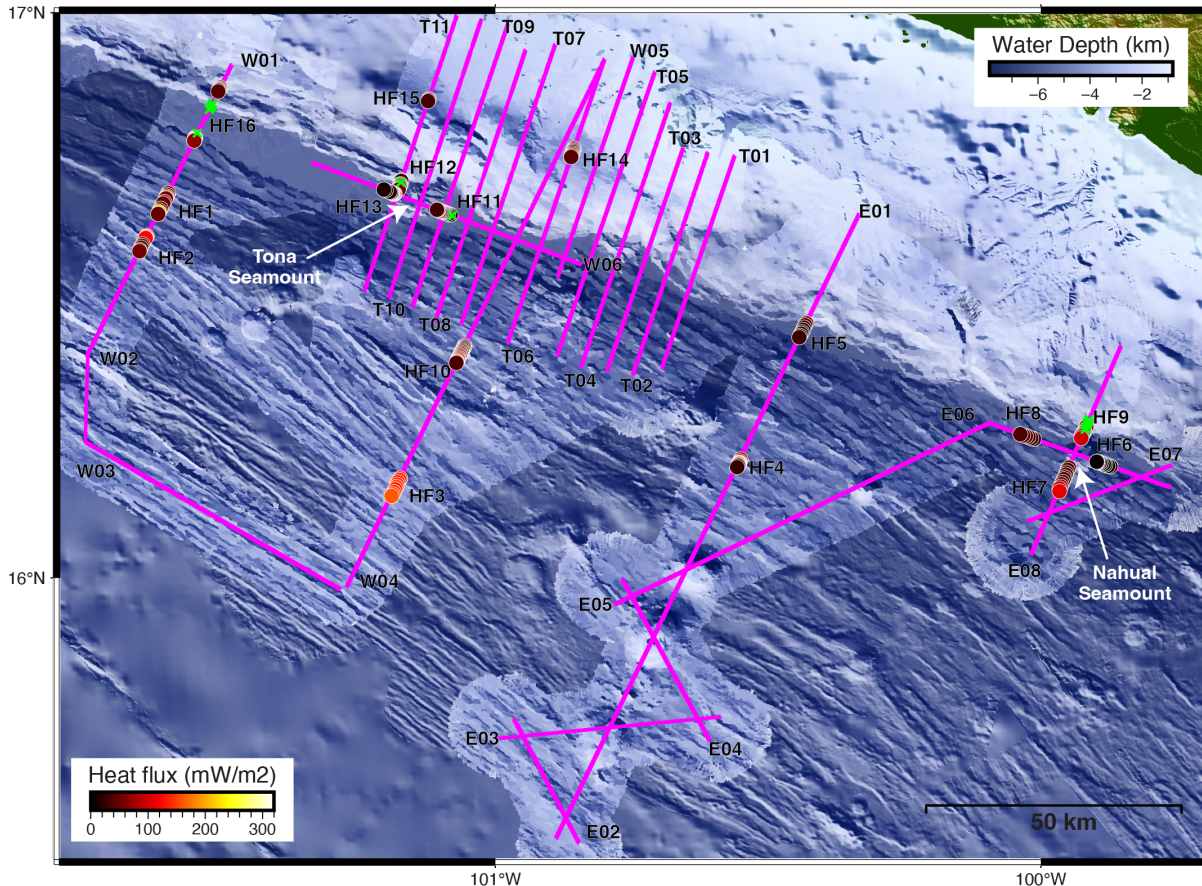 17°N
T11
T09
T07
W05
T05
T03
T01
W01
Water Depth (km)
−6
−4
−2
HF15
HF16
HF14
HF12
HF13
HF11
HF1
HF2
Tona
Seamount
E01
W06
T10
T08
T06
T04
T02
HF5
W02
HF10
E06
HF8
HF9
HF6
E07
W03
HF3
HF4
HF7
16°N
W04
E05
E08
Nahual
Seamount
E03
E04
Heat flux (mW/m2)
0
100
200
300
E02
50 km
101°W
100°W